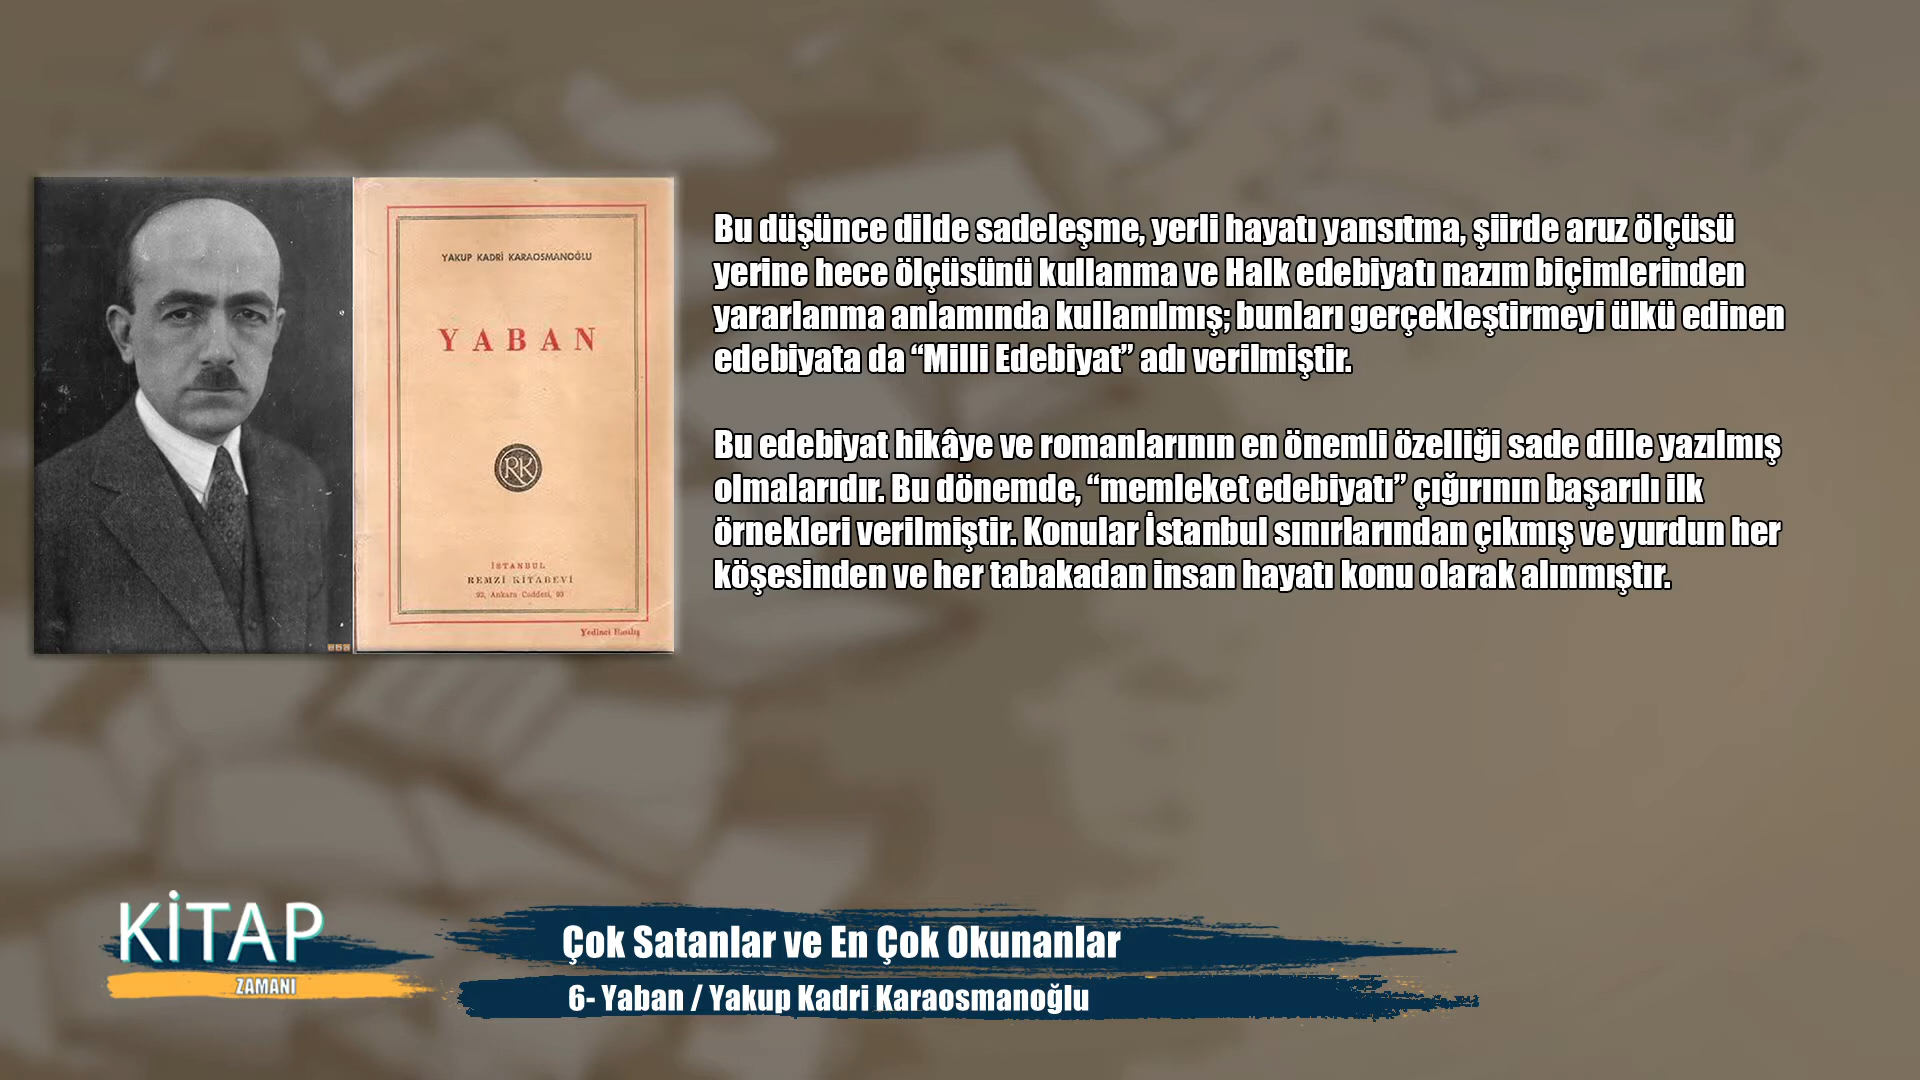 YAKUP KADRİ KARAOSMANOĞLU
YABAN
RK
İSTANBUL
REMZİ KİTABEVİ
93, Ankara Caddesi, 93
Yedinci Basılış
Bu düşünce dilde sadeleşme, yerli hayatı yansıtma, şiirde aruz ölçüsü
yerine hece ölçüsünü kullanma ve Halk edebiyatı nazım biçimlerinden
yararlanma anlamında kullanılmış; bunları gerçekleştirmeyi ülkü edinen
edebiyata da “Milli Edebiyat” adı verilmiştir.
Bu edebiyat hikâye ve romanlarının en önemli özelliği sade dille yazılmış
olmalarıdır. Bu dönemde, “memleket edebiyatı” çığırının başarılı ilk
örnekleri verilmiştir. Konular İstanbul sınırlarından çıkmış ve yurdun her
köşesinden ve her tabakadan insan hayatı konu olarak alınmıştır.
KİTAP
ZAMANI
Çok Satanlar ve En Çok Okunanlar
6- Yaban / Yakup Kadri Karaosmanoğlu